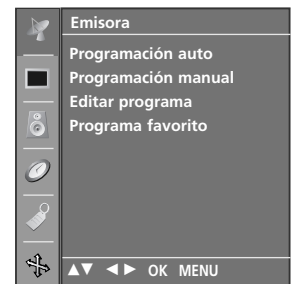 Emisora
Programación auto
Programación manual
Editar programa
Programa favorito
▲▼ ◄► OK MENU